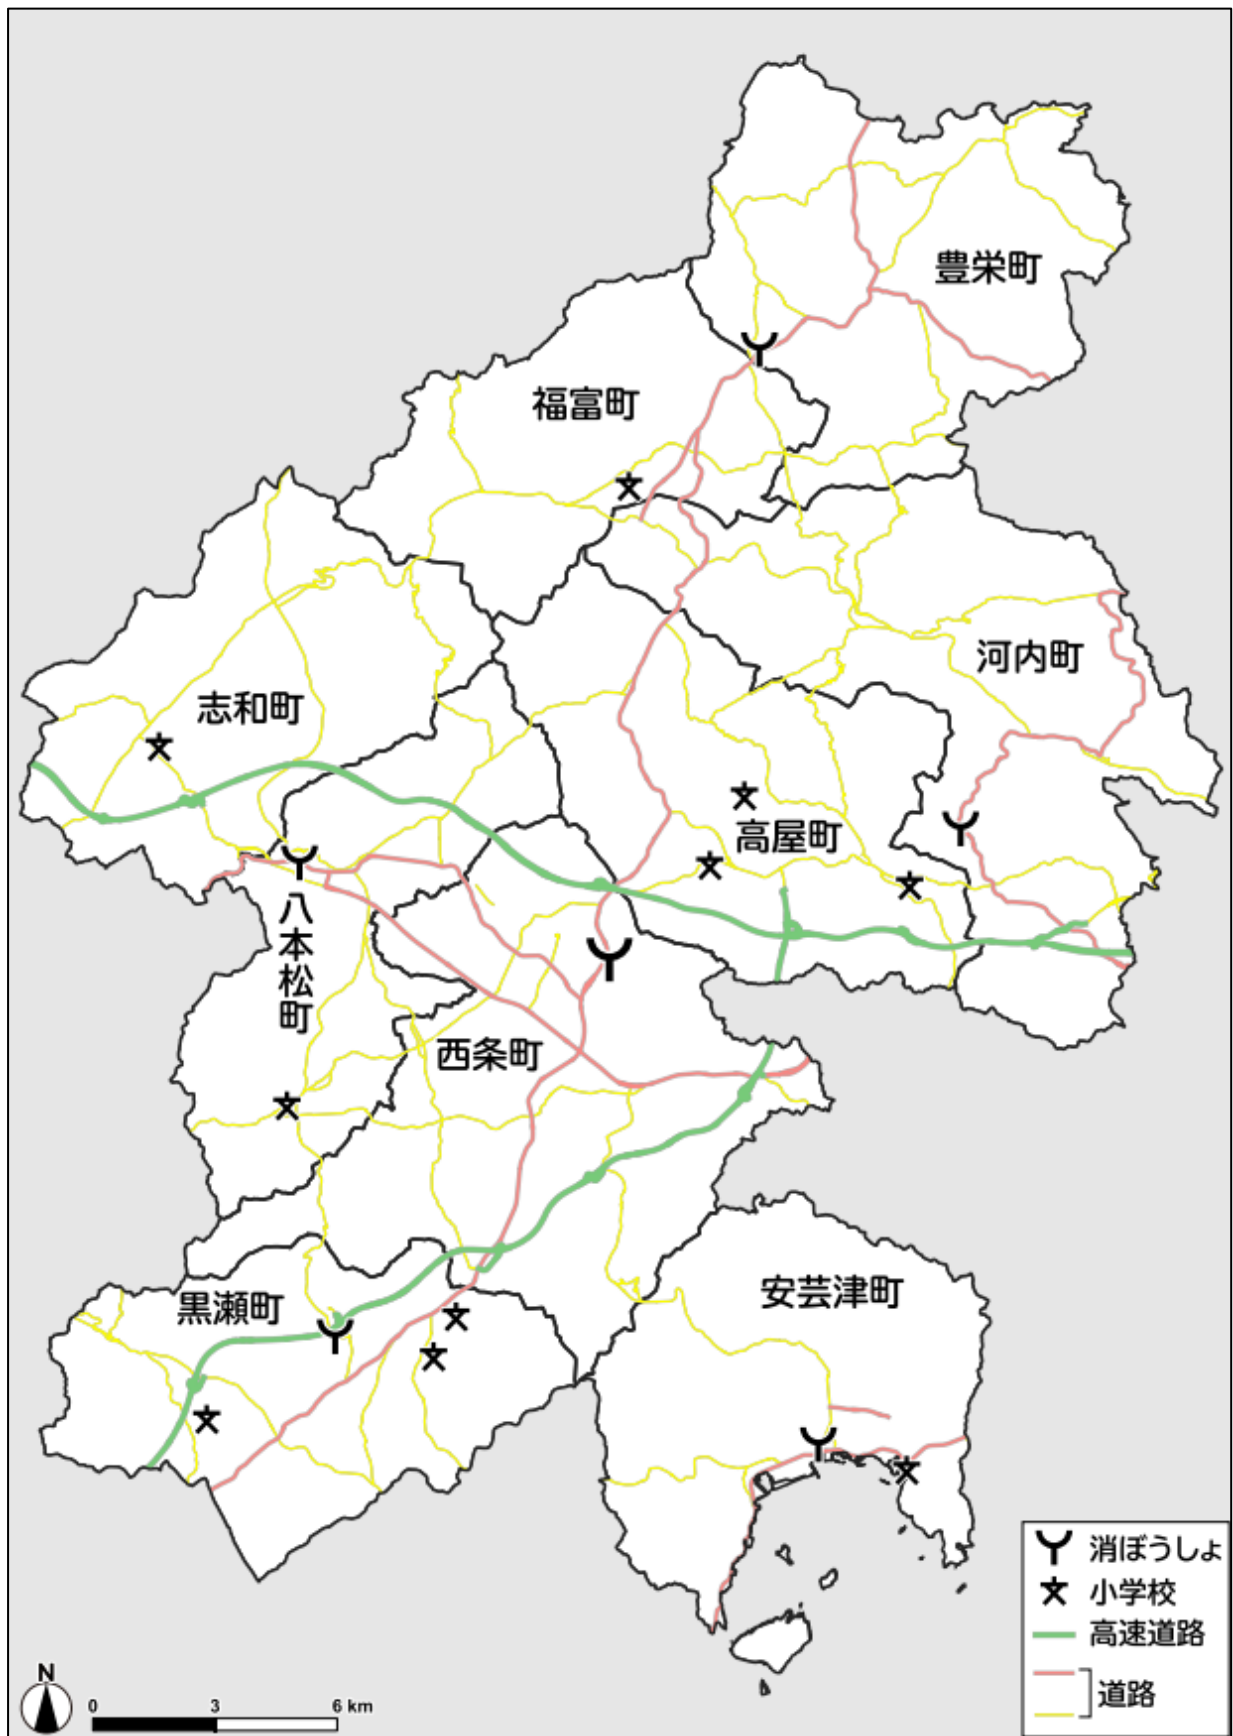 豊栄町
福富町
河内町
志和町
高屋町
八本松町
西条町
黒瀬町
安芸津町
消ぼうしょ
小学校
高速道路
道路
N
0 3 6 km